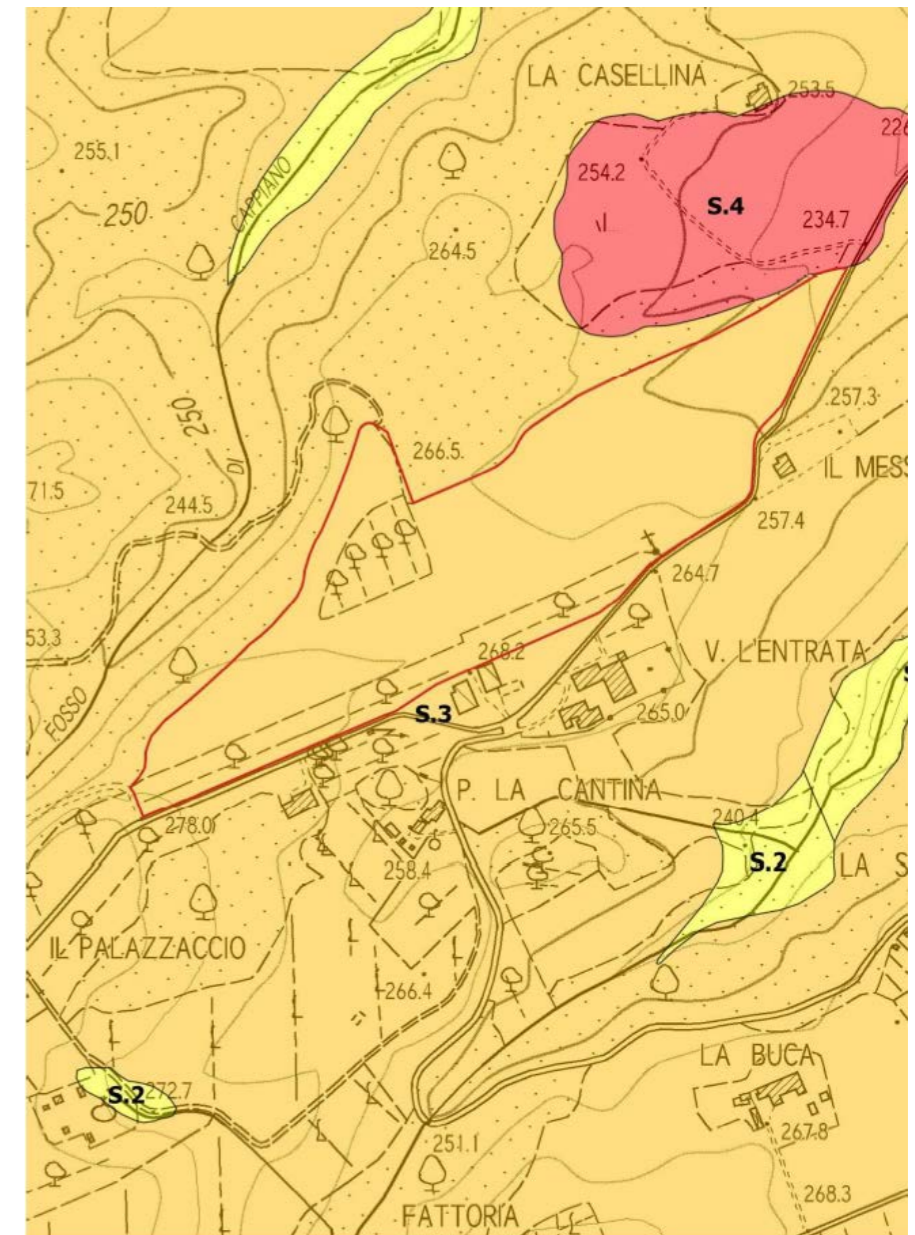 LA CASELLINA
253.5
226
255.1
254.2
CAPPIANO
S.4
250
234.7
264.5
257.3
250
266.5
IL MESS
71.5
DI
244.5
257.4
264.7
53.3
268.2
V. L'ENTRATA
FOSSO
S.3
265.0
P. LA CANTINA
240.4
278.0
265.5
258.4
S.2
LA S
IL PALAZZACCIO
266.4
LA BUCA
S.2
272.7
251.1
267.8
268.3
FATTORIA